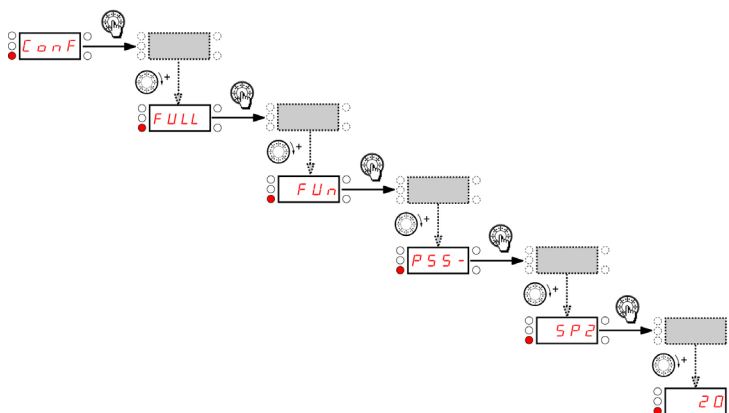 ConF
+
FULL
+
FUn
+
PSS-
+
SP2
+
20